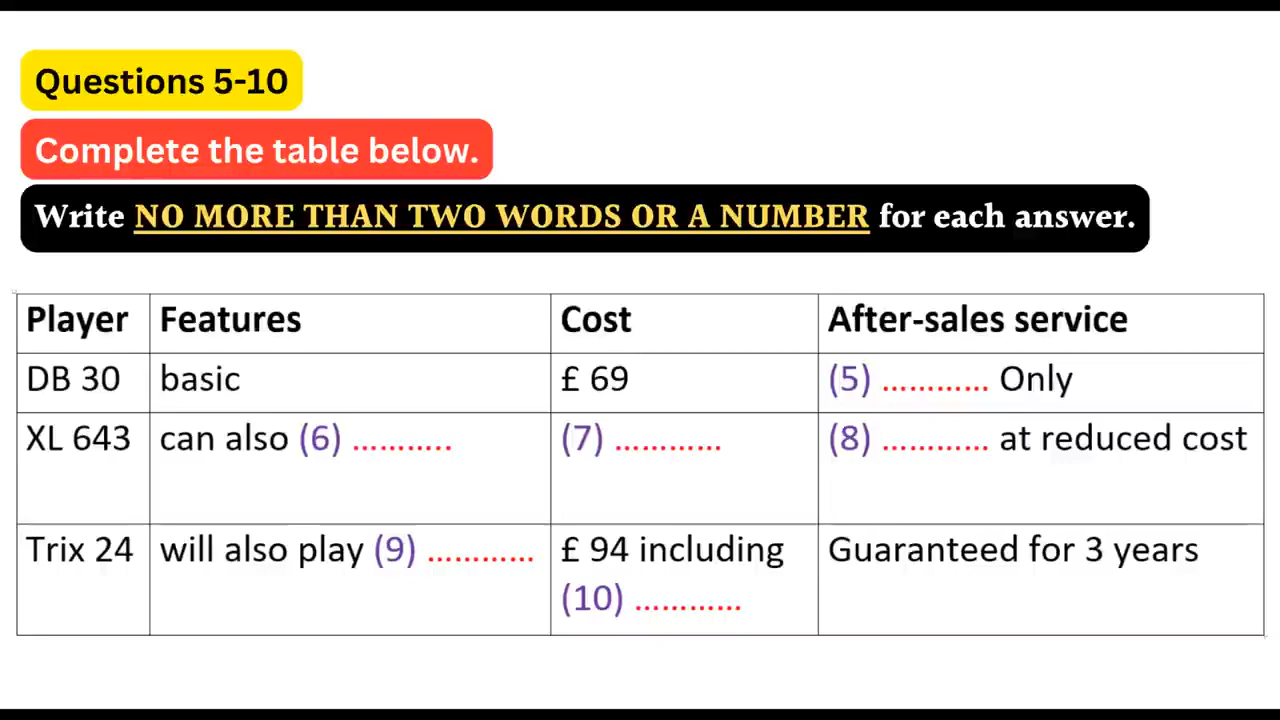 Questions 5-10
Complete the table below.
Write NO MORE THAN TWO WORDS OR A NUMBER for each answer.
Player Features Cost After-sales service
DB 30 basic £ 69 (5) ………… Only
XL 643 can also (6) ……….. (7) ………… (8) ………… at reduced cost
Trix 24 will also play (9) ………… £ 94 including Guaranteed for 3 years
(10) …………